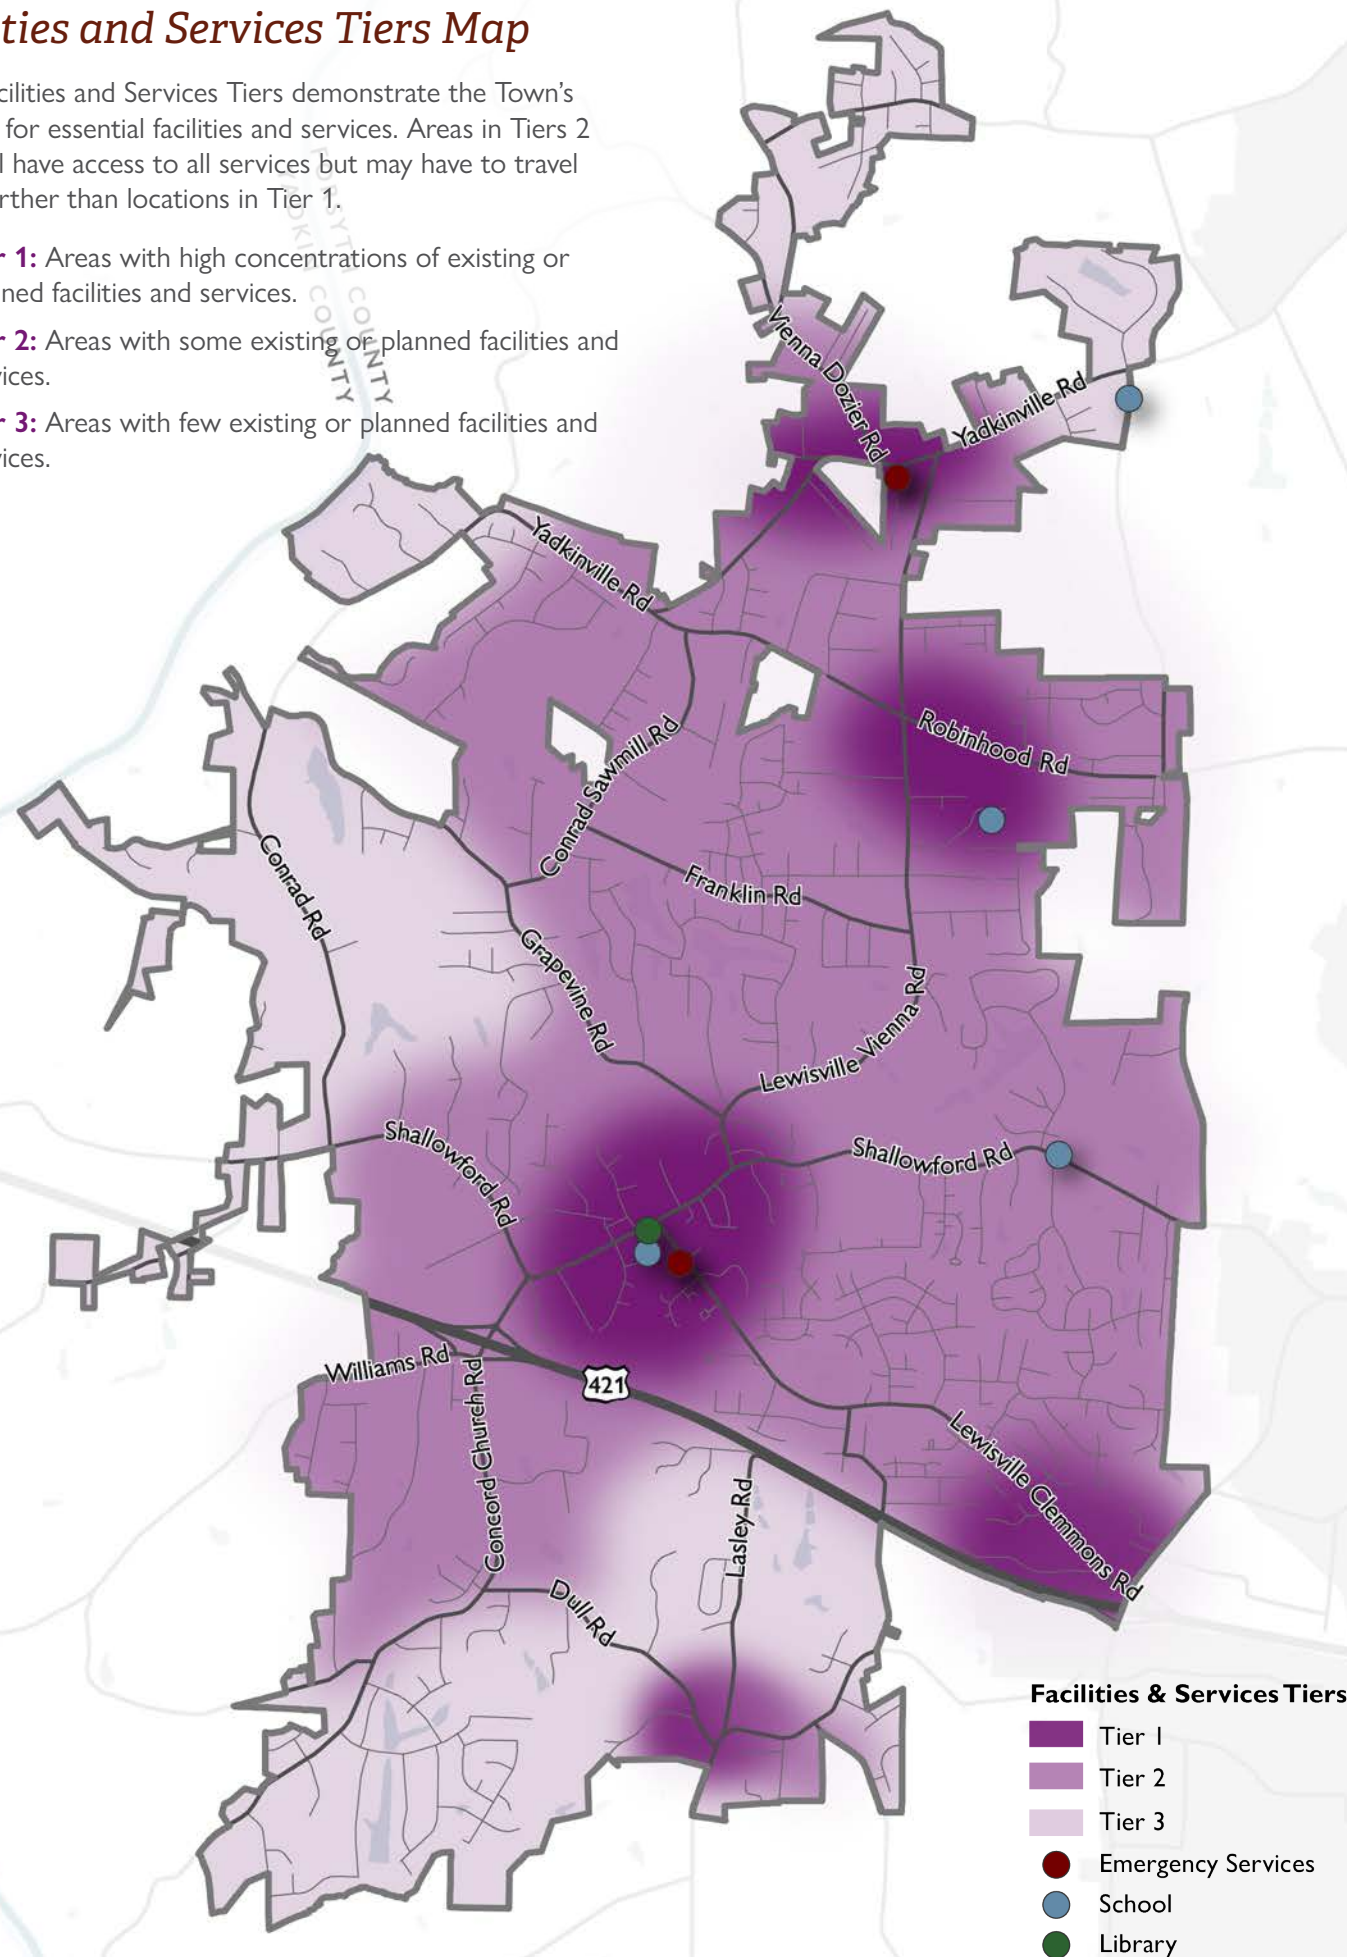 ties and Services Tiers Map
cilities and Services Tiers demonstrate the Town's
for essential facilities and services. Areas in Tiers 2
l have access to all services but may have to travel
rther than locations in Tier 1.
r 1: Areas with high concentrations of existing or
ned facilities and services.
r 2: Areas with some existing or planned facilities and
vices.
r 3: Areas with few existing or planned facilities and
vices.
FORSYTH COUNTY
YADKIN COUNTY
Vienna Dozier Rd
Yadkinville Rd
Yadkinville Rd
Robinhood Rd
Conrad Sawmill Rd
Conrad Rd
Franklin Rd
Grapevine Rd
Lewisville Vienna Rd
Shallowford Rd
Shallowford Rd
Williams Rd
421
Concord Church Rd
Lewisville Clemmons Rd
Lasley Rd
Dull Rd
Facilities & Services Tiers
Tier 1
Tier 2
Tier 3
Emergency Services
School
Library